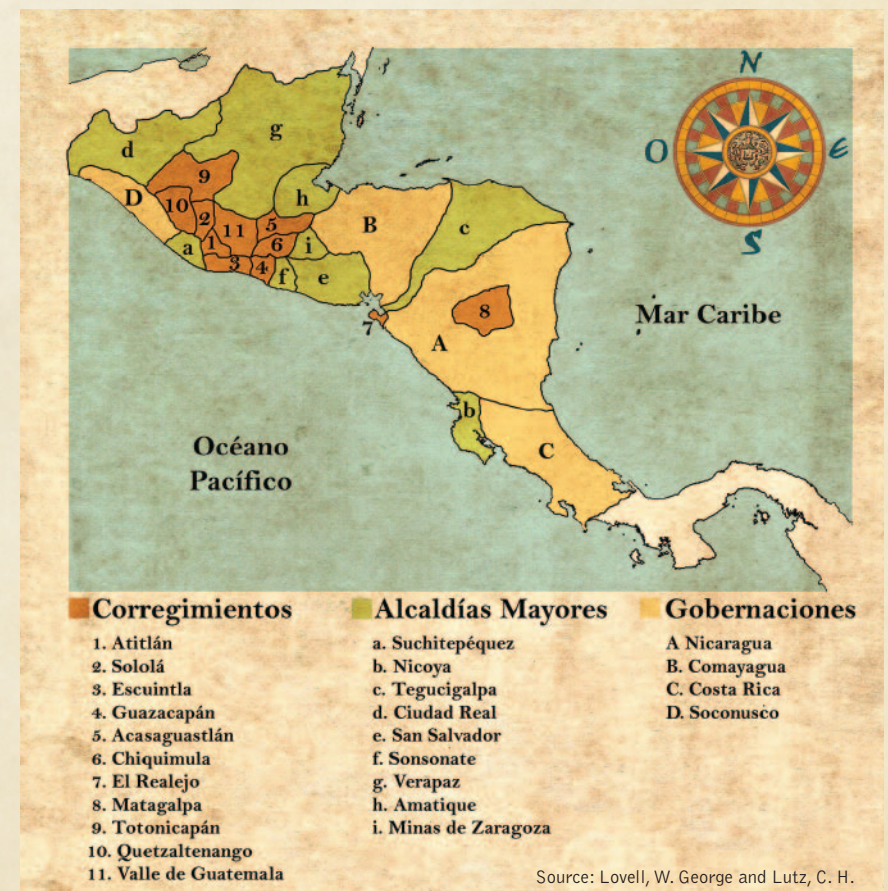 N
O
E
S
d
g
D
9
10
2
h
11
5
a
1
6
i
B
c
3
4
f
e
7
8
A
Mar Caribe
b
C
Océano
Pacífico
Corregimientos
1. Atitlán
2. Sololá
3. Escuintla
4. Guazacapán
5. Acasaguastlán
6. Chiquimula
7. El Realejo
8. Matagalpa
9. Totonicapán
10. Quetzaltenango
11. Valle de Guatemala
Alcaldías Mayores
a. Suchitepéquez
b. Nicoya
c. Tegucigalpa
d. Ciudad Real
e. San Salvador
f. Sonsonate
g. Verapaz
h. Amatique
i. Minas de Zaragoza
Gobernaciones
A Nicaragua
B. Comayagua
C. Costa Rica
D. Soconusco
Source: Lovell, W. George and Lutz, C. H.